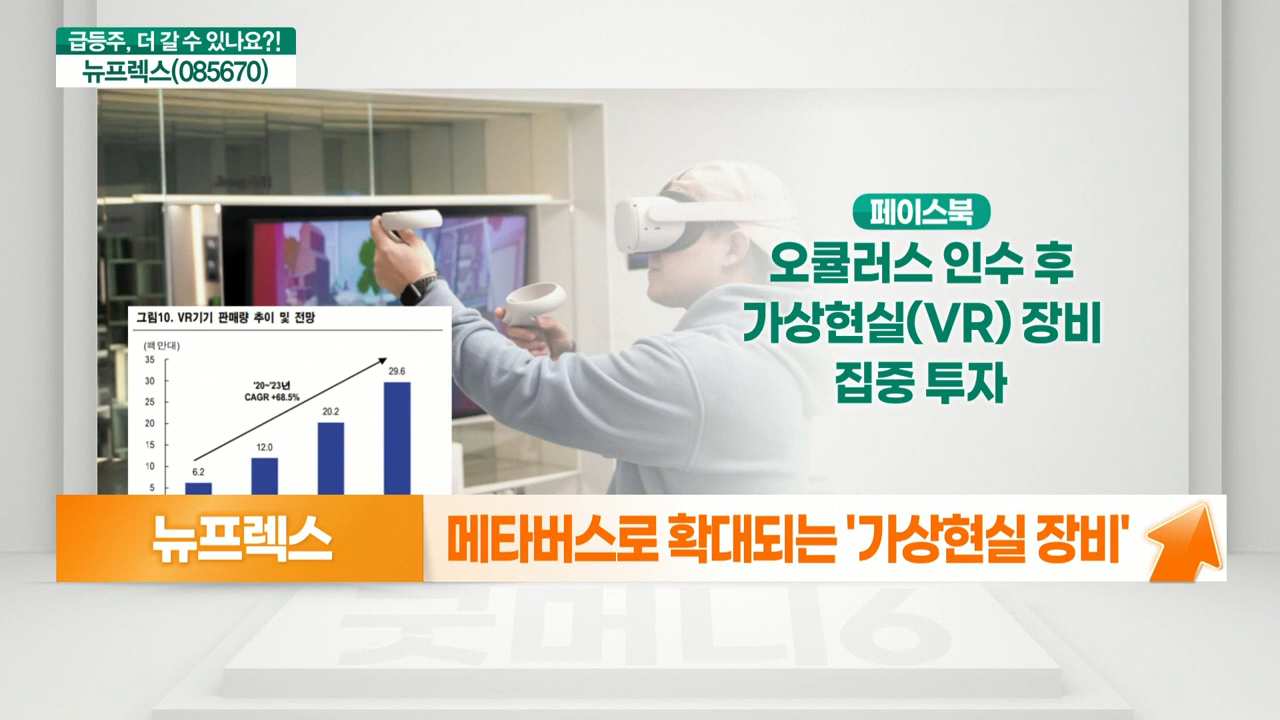 급등주, 더 갈 수 있나요?!
뉴프렉스(085670)
페이스북
오큘러스 인수 후
가상현실(VR) 장비
집중 투자
그림10. VR기기 판매량 추이 및 전망
(백만대)
35
30
25
20
15
10
5
'20~'23년
CAGR +68.5%
6.2
12.0
20.2
29.6
뉴프렉스
메타버스로 확대되는 '가상현실 장비'
굿머니6